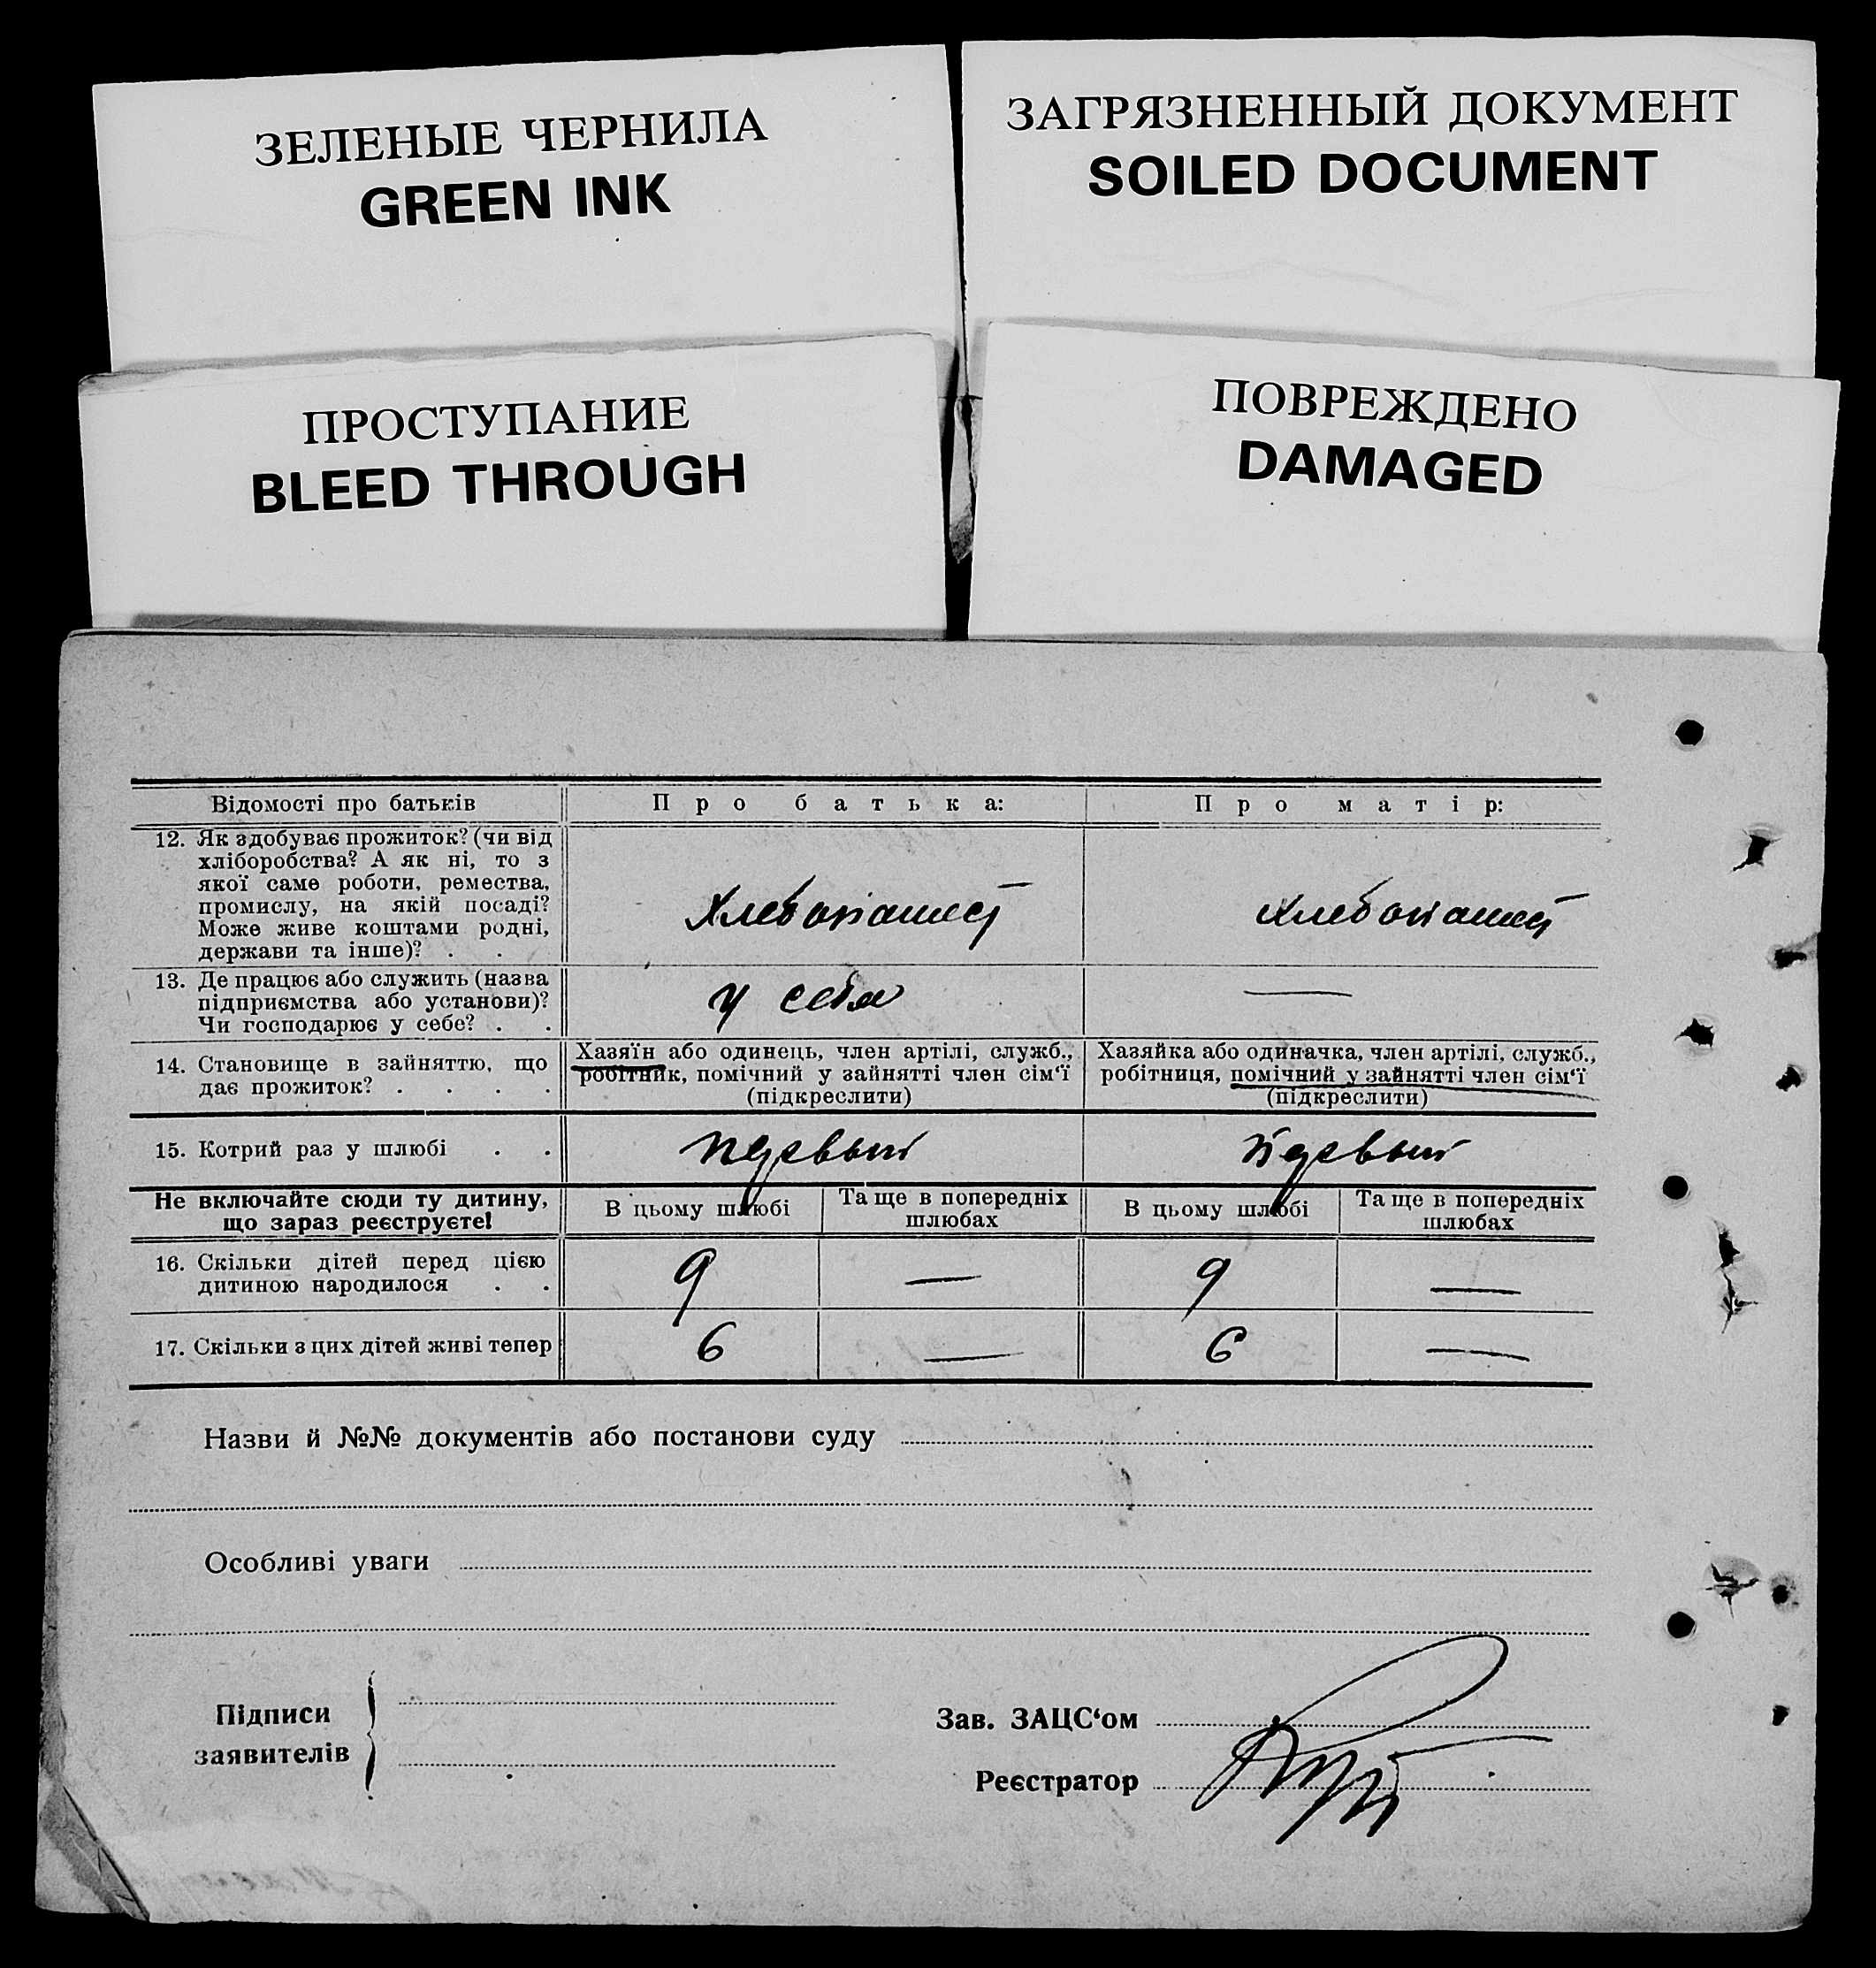 ЗЕЛЕНЫЕ ЧЕРНИЛА
GREEN INK
ЗАГРЯЗНЕННЫЙ ДОКУМЕНТ
SOILED DOCUMENT
ПРОСТУПАНИЕ
BLEED THROUGH
ПОВРЕЖДЕНО
DAMAGED
Відомості про батьків
Про батька:
Про матір:
12. Як здобуває прожиток? (чи від
хліборобства? А як ні, то з
якої саме роботи, ремества,
промислу, на якій посаді?
Може живе коштами родні,
держави та інше)? . .
Хлебопашест
Хлебопашест
13. Де працює або служить (назва
підприємства або установи)?
Чи господарює у себе? . .
у себя
—
14. Становище в зайняттю, що
дає прожиток? . . . .
Хазяїн або одинець, член артілі, служб.,
робітник, помічний у зайнятті член сім‘ї
(підкреслити)
Хазяйка або одиначка, член артілі, служб.,
робітниця, помічний у зайнятті член сім‘ї
(підкреслити)
15. Котрий раз у шлюбі . .
первый
первый
Не включайте сюди ту дитину,
що зараз реєструєте!
В цьому шлюбі
Та ще в попередніх
шлюбах
В цьому шлюбі
Та ще в попередніх
шлюбах
16. Скільки дітей перед цією
дитиною народилося . .
9
—
9
—
17. Скільки з цих дітей живі тепер
6
—
6
—
Назви й №№ документів або постанови суду
Особливі уваги
Підписи
заявителів
Зав. ЗАЦС‘ом
Реєстратор